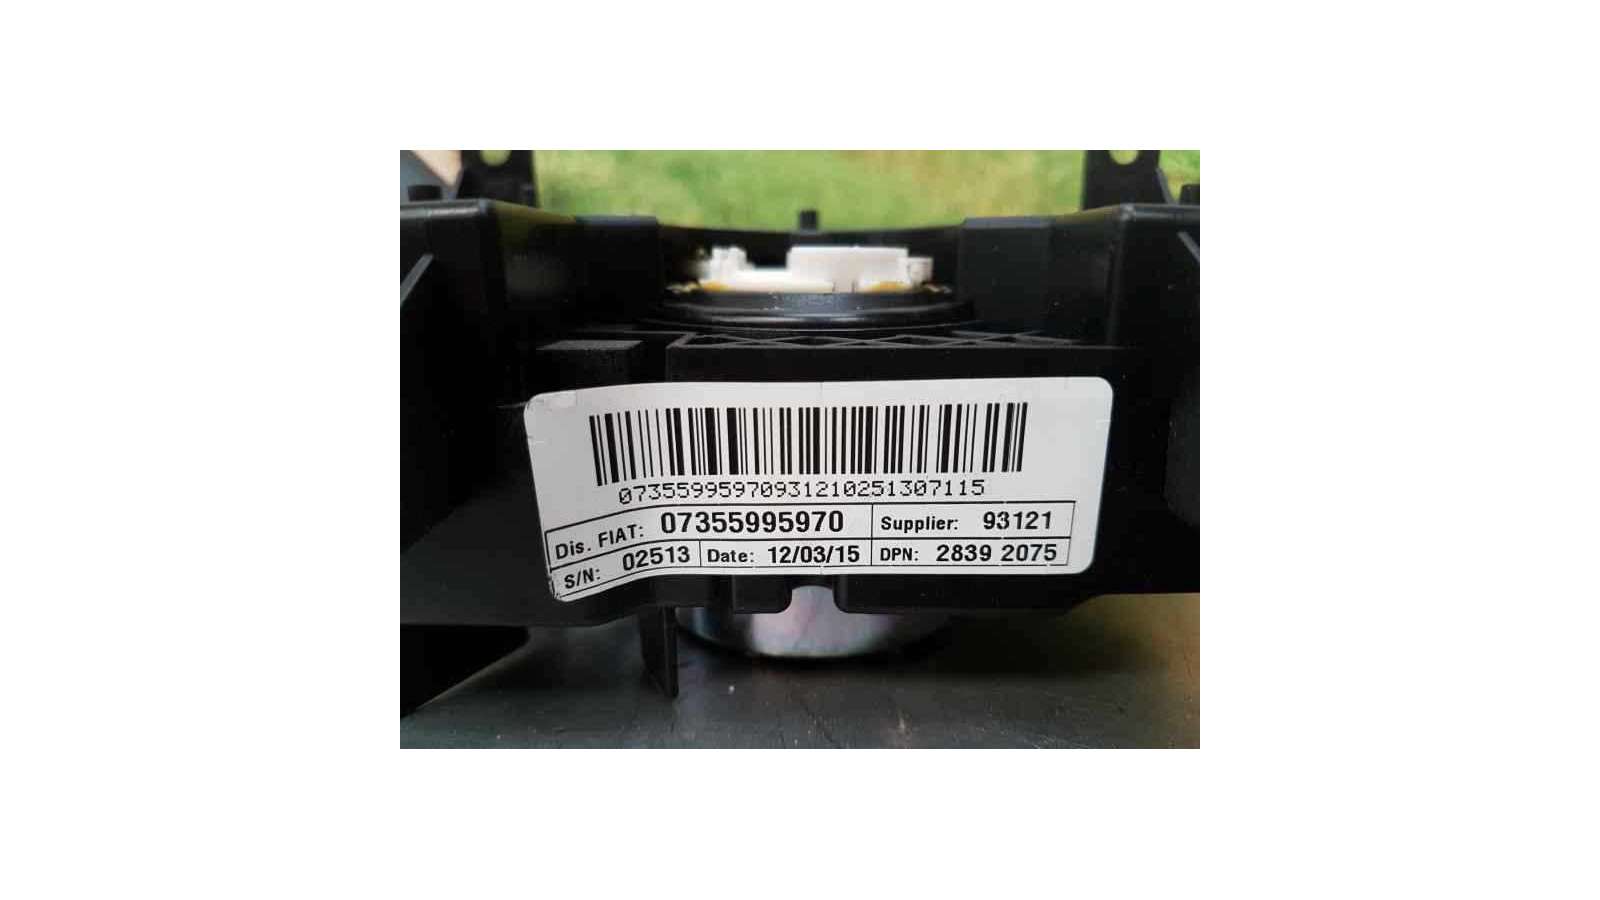 07355995970931210251307115
Dis. FIAT: 07355995970 Supplier: 93121
S/N: 02513 Date: 12/03/15 DPN: 2839 2075